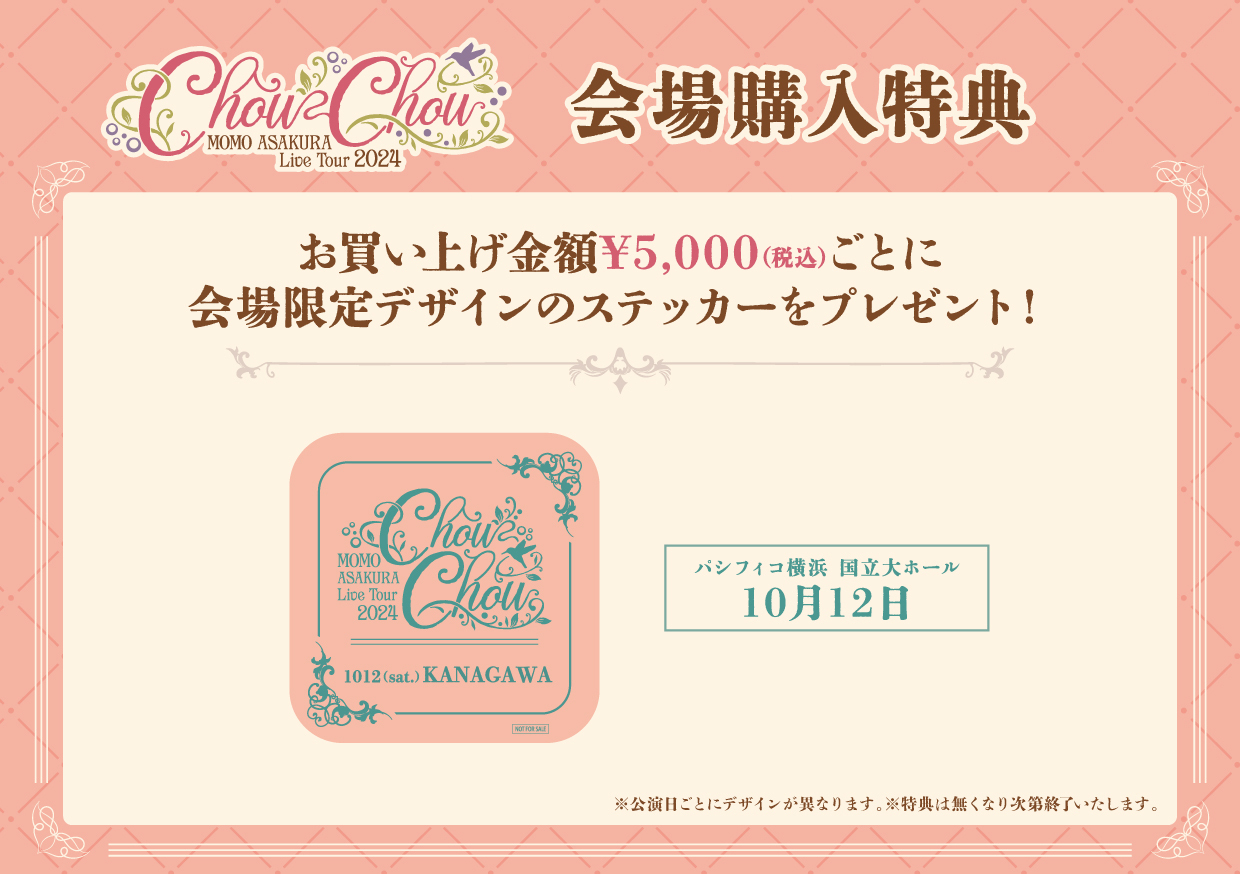 Chou Chou
MOMO ASAKURA
Live Tour 2024
会場購入特典
お買い上げ金額¥5,000(税込)ごとに
会場限定デザインのステッカーをプレゼント!
Chou
Chou
MOMO
ASAKURA
Live Tour
2024
1012(sat.)KANAGAWA
NOT FOR SALE
パシフィコ横浜 国立大ホール
10月12日
※公演日ごとにデザインが異なります。※特典は無くなり次第終了いたします。